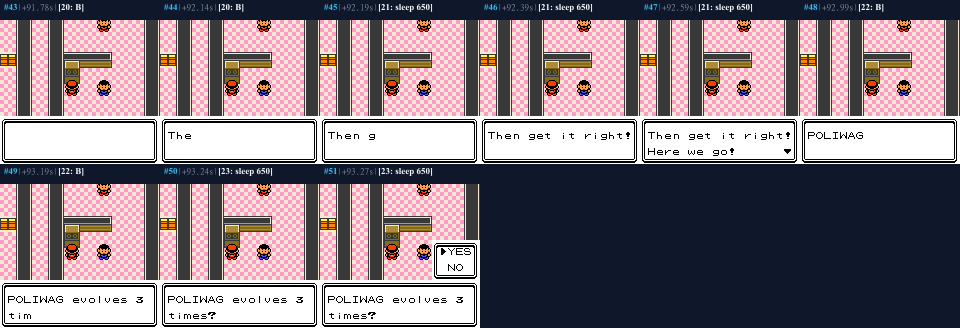 #43|+91.78s|[20: B]
#44|+92.14s|[20: B]
#45|+92.19s|[21: sleep 650]
#46|+92.39s|[21: sleep 650]
#47|+92.59s|[21: sleep 650]
#48|+92.99s|[22: B]
The
Then g
Then get it right!
Then get it right!
Here we go!
POLIWAG
#49|+93.19s|[22: B]
#50|+93.24s|[23: sleep 650]
#51|+93.27s|[23: sleep 650]
YES
NO
POLIWAG evolves 3
tim
POLIWAG evolves 3
times?
POLIWAG evolves 3
times?